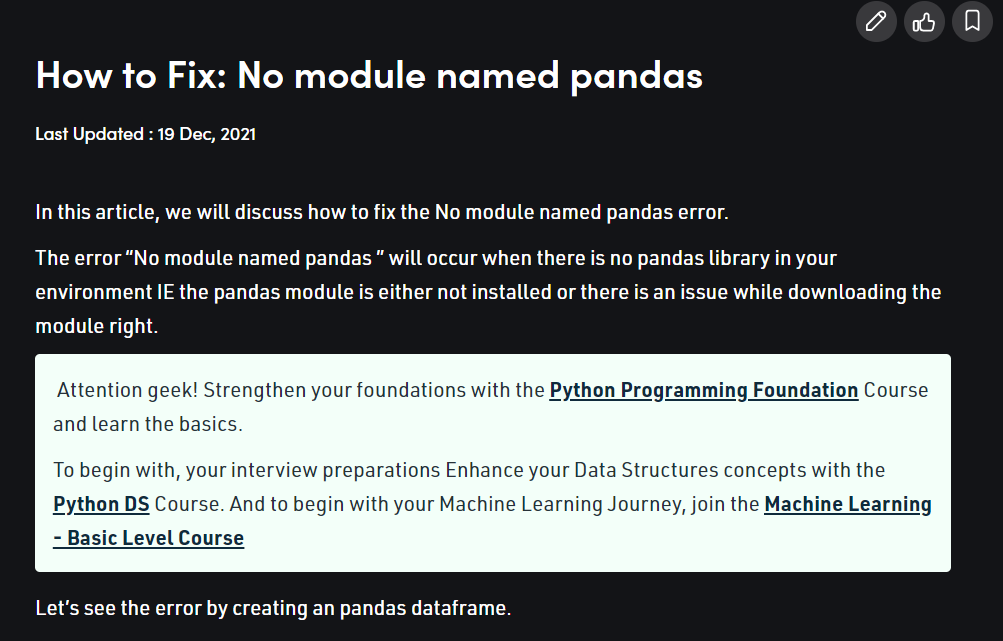 How to Fix: No module named pandas
Last Updated : 19 Dec, 2021
In this article, we will discuss how to fix the No module named pandas error.
The error “No module named pandas ” will occur when there is no pandas library in your
environment IE the pandas module is either not installed or there is an issue while downloading the
module right.
Attention geek! Strengthen your foundations with the Python Programming Foundation Course
and learn the basics.
To begin with, your interview preparations Enhance your Data Structures concepts with the
Python DS Course. And to begin with your Machine Learning Journey, join the Machine Learning
- Basic Level Course
Let’s see the error by creating an pandas dataframe.